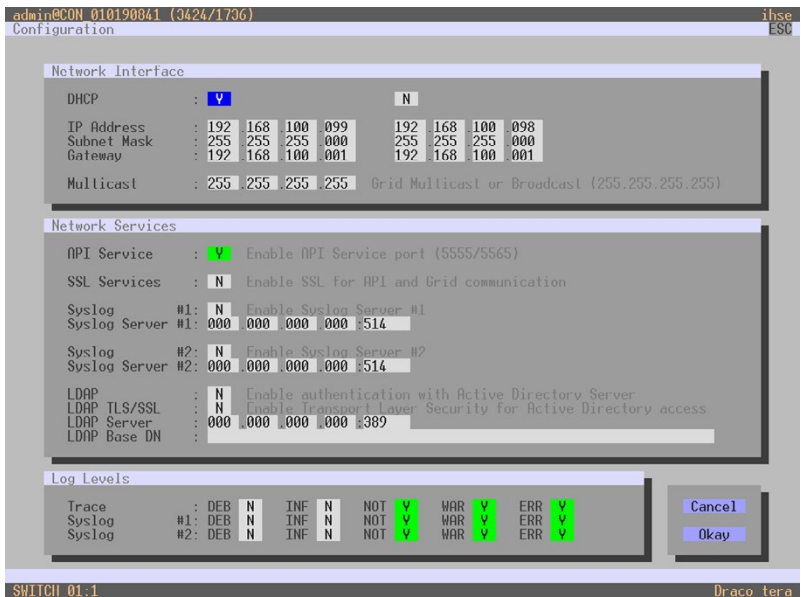 admin@CON 010190841 (3424/1736) ihse
Configuration ESC
Network Interface
DHCP : Y N
IP Address : 192 .168 .100 .099 192 .168 .100 .098
Subnet Mask : 255 .255 .255 .000 255 .255 .255 .000
Gateway : 192 .168 .100 .001 192 .168 .100 .001
Multicast : 255 .255 .255 .255 Grid Multicast or Broadcast (255.255.255.255)
Network Services
API Service : Y Enable API Service port (5555/5565)
SSL Services : N Enable SSL for API and Grid communication
Syslog #1: N Enable Syslog Server #1
Syslog Server #1: 000 .000 .000 .000 :514
Syslog #2: N Enable Syslog Server #2
Syslog Server #2: 000 .000 .000 .000 :514
LDAP : N Enable authentication with Active Directory Server
LDAP TLS/SSL : N Enable Transport Layer Security for Active Directory access
LDAP Server : 000 .000 .000 .000 :389
LDAP Base DN :
Log Levels
Trace : DEB N INF N NOT Y WAR Y ERR Y
Syslog #1: DEB N INF N NOT Y WAR Y ERR Y
Syslog #2: DEB N INF N NOT Y WAR Y ERR Y
Cancel
Okay
SWITCH 01:1 Draco tera